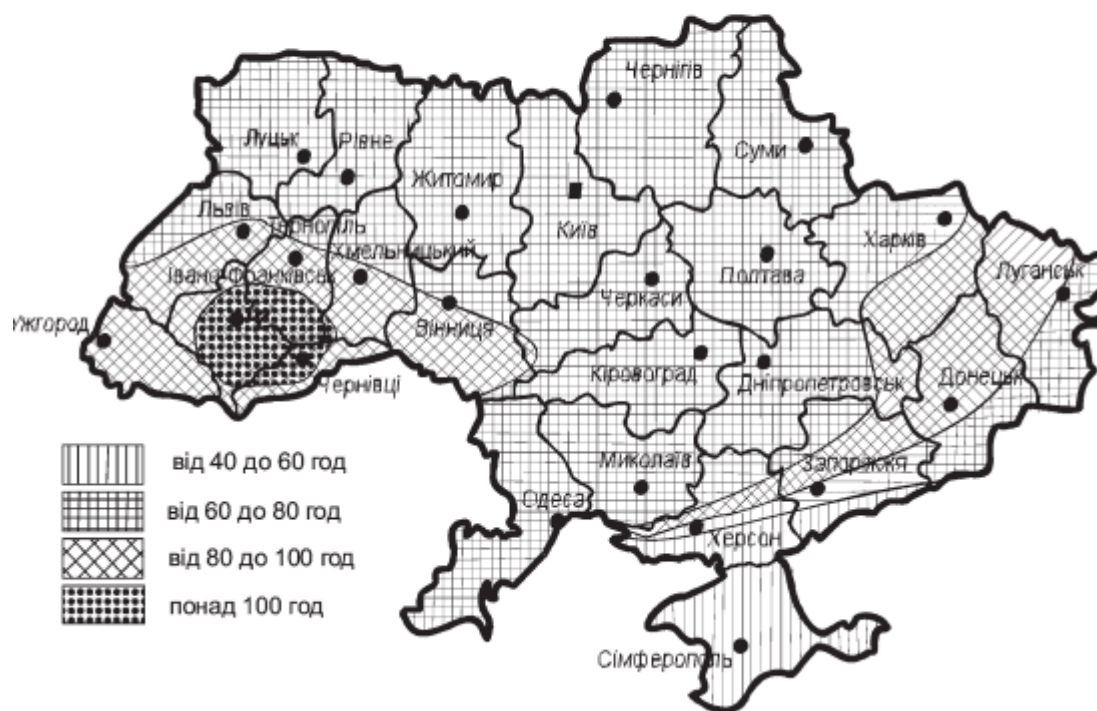 Чернігів
Луцьк
Рівне
Суми
Житомир
Львів
Тернопіль
Київ
Харків
Хмельницький
Івано-Франківськ
Полтава
Луганськ
Черкаси
Ужгород
Вінниця
Кіровоград
Дніпропетровськ
Донецьк
Чернівці
від 40 до 60 год
Миколаїв
Запоріжжя
від 60 до 80 год
Одеса
Херсон
від 80 до 100 год
понад 100 год
Сімферополь